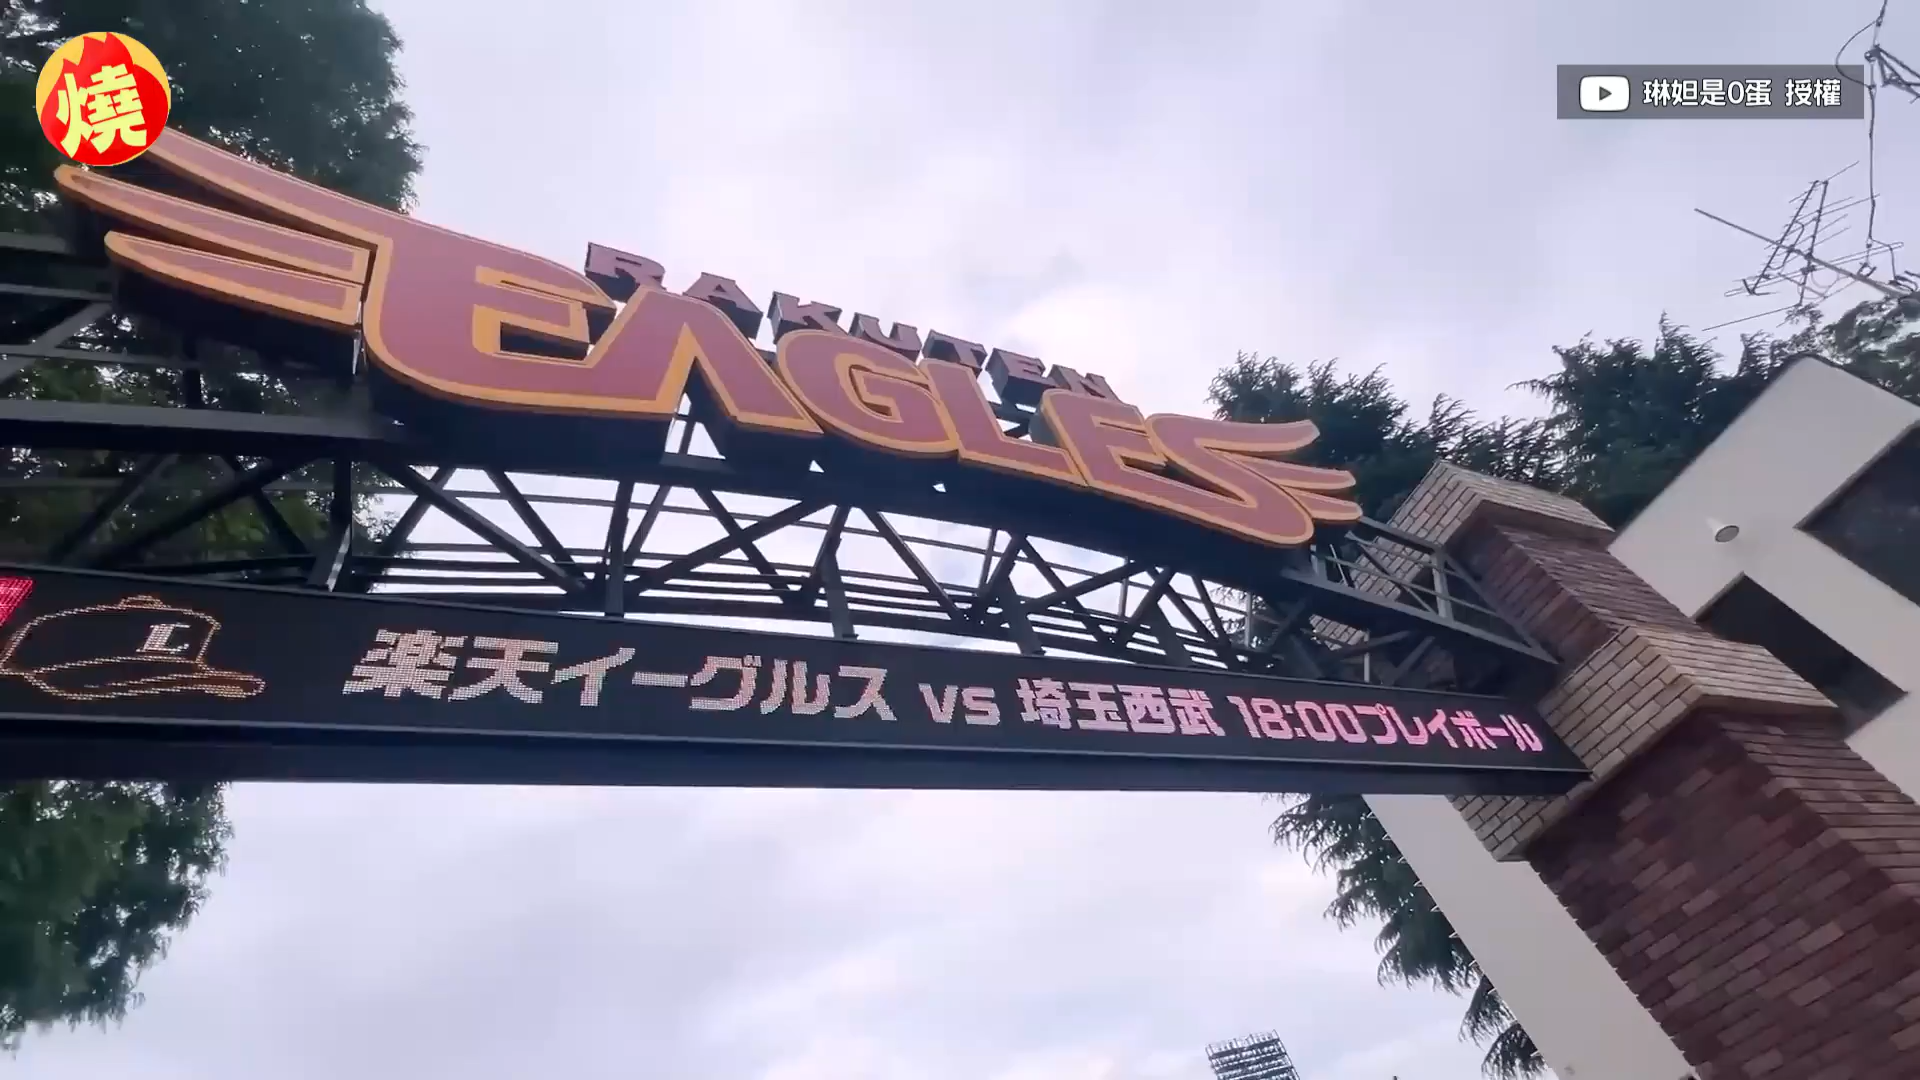 燒
琳妲是0蛋 授權
RAKUTEN
EAGLES
L
楽天イーグルス vs 埼玉西武 18:00プレイボール